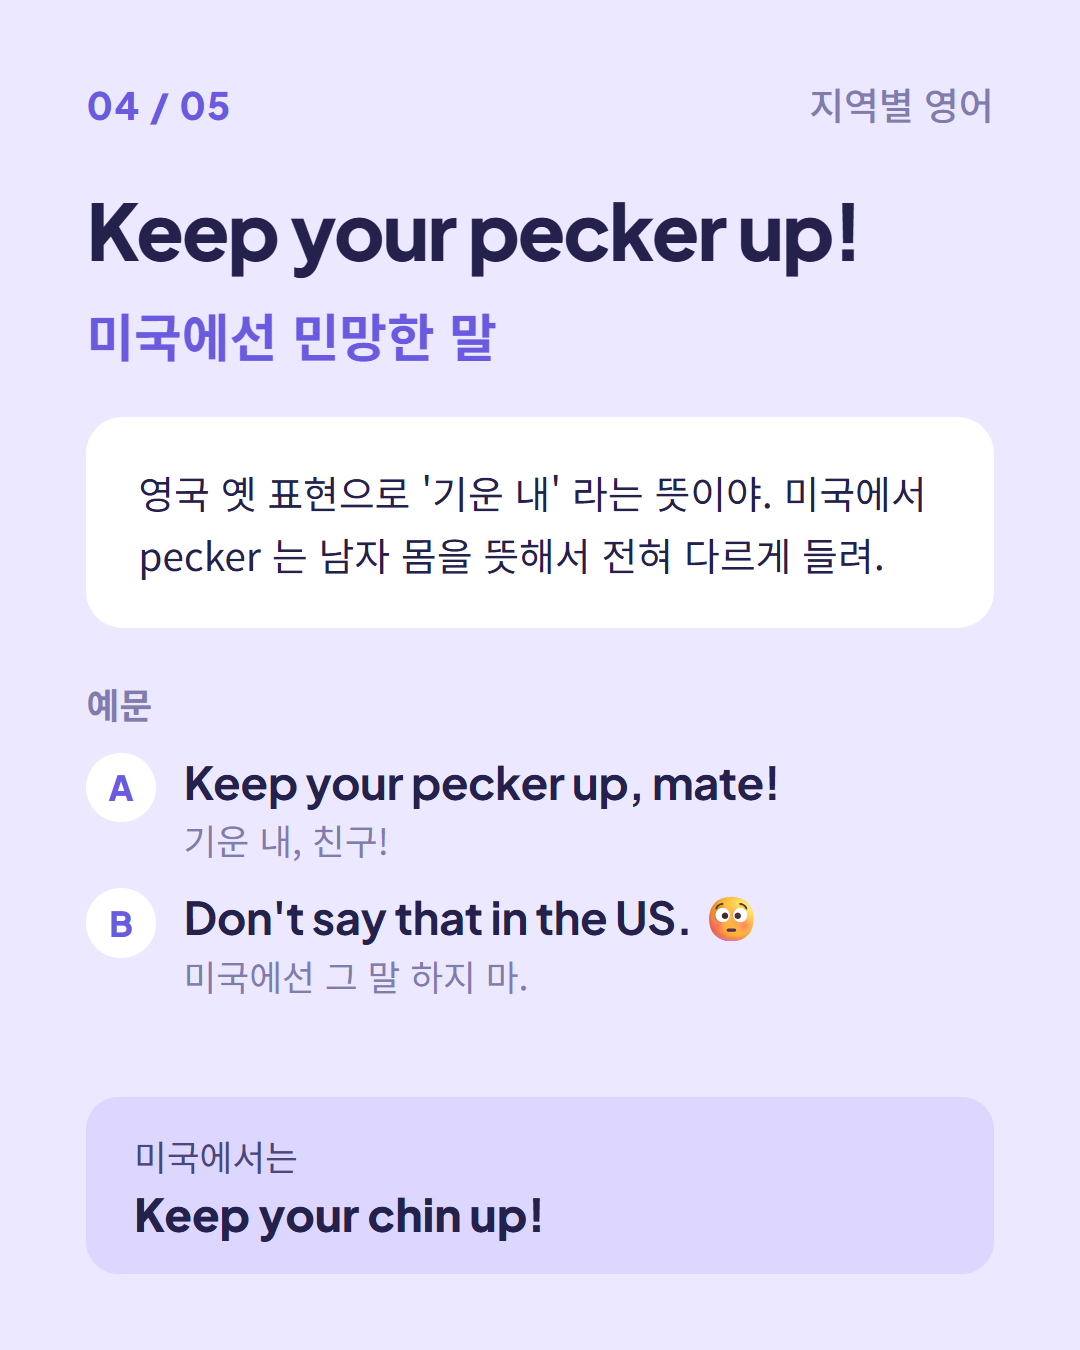 04 / 05
지역별 영어
Keep your pecker up!
미국에선 민망한 말
영국 옛 표현으로 '기운 내' 라는 뜻이야. 미국에서
pecker 는 남자 몸을 뜻해서 전혀 다르게 들려.
예문
A
Keep your pecker up, mate!
기운 내, 친구!
B
Don't say that in the US. 😳
미국에선 그 말 하지 마.
미국에서는
Keep your chin up!